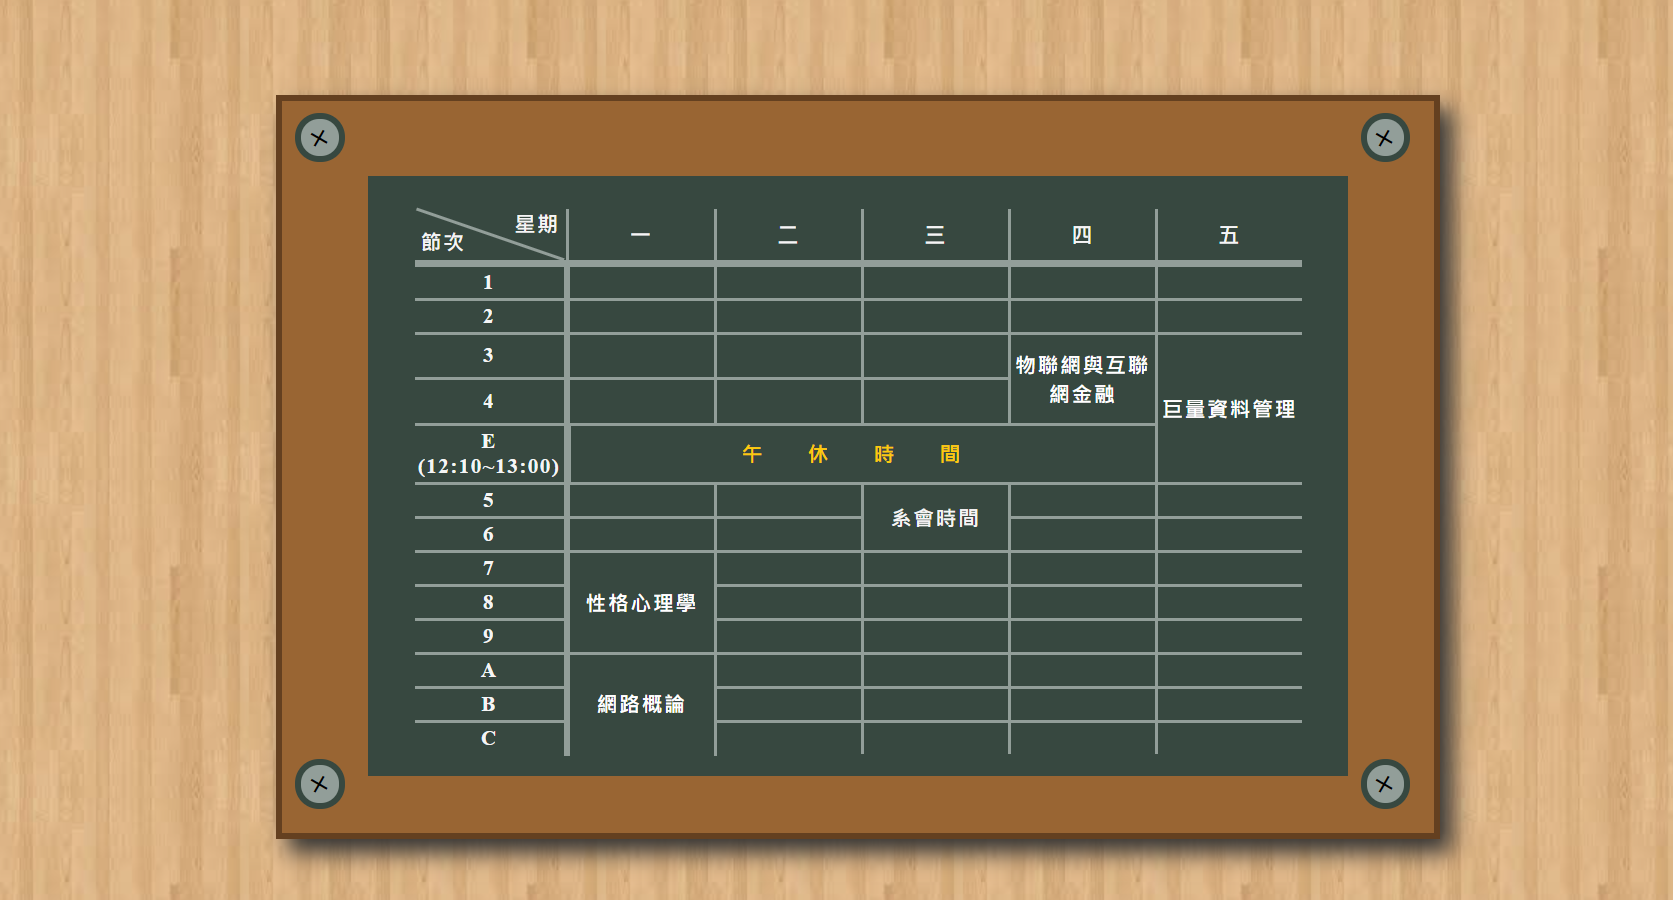 星期
節次
一 二 三 四 五
1
2
3
物聯網與互聯
網金融
4
巨量資料管理
E
(12:10~13:00)
午 休 時 間
5
系會時間
6
7
8
性格心理學
9
A
B
網路概論
C